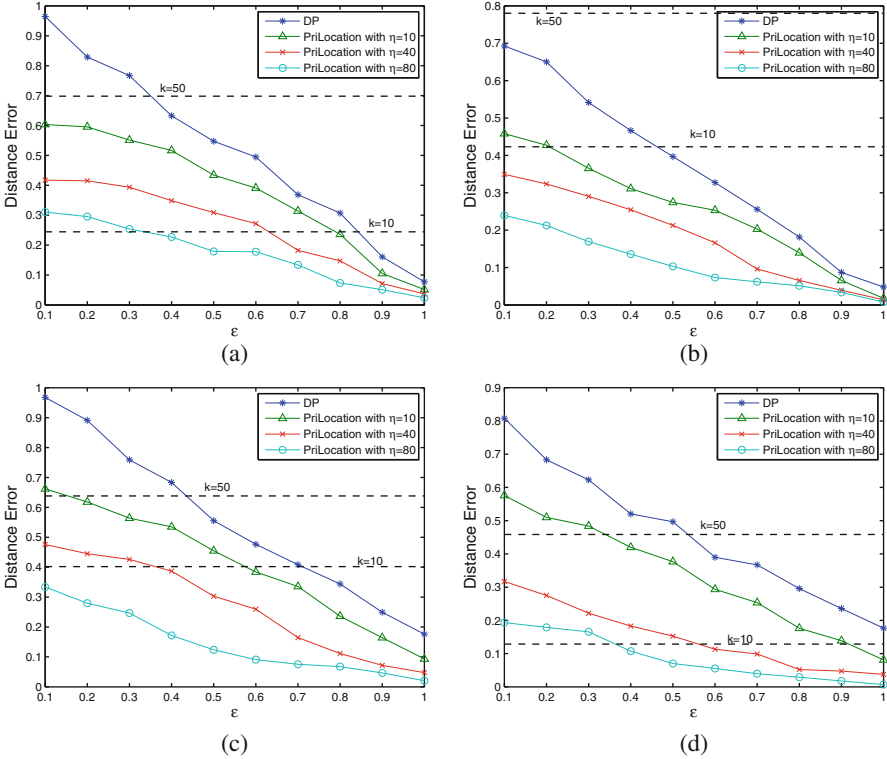 1
0.9
0.8
0.7
0.6
0.5
0.4
0.3
0.2
0.1
0
Distance Error
DP
PriLocation with η=10
PriLocation with η=40
PriLocation with η=80
k=50
k=10
0.1 0.2 0.3 0.4 0.5 0.6 0.7 0.8 0.9 1
ε
(a)
0.8
0.7
0.6
0.5
0.4
0.3
0.2
0.1
0
Distance Error
k=50
DP
PriLocation with η=10
PriLocation with η=40
PriLocation with η=80
k=10
0.1 0.2 0.3 0.4 0.5 0.6 0.7 0.8 0.9 1
ε
(b)
1
0.9
0.8
0.7
0.6
0.5
0.4
0.3
0.2
0.1
0
Distance Error
DP
PriLocation with η=10
PriLocation with η=40
PriLocation with η=80
k=50
k=10
0.1 0.2 0.3 0.4 0.5 0.6 0.7 0.8 0.9 1
ε
(c)
0.9
0.8
0.7
0.6
0.5
0.4
0.3
0.2
0.1
0
Distance Error
DP
PriLocation with η=10
PriLocation with η=40
PriLocation with η=80
k=50
k=10
0.1 0.2 0.3 0.4 0.5 0.6 0.7 0.8 0.9 1
ε
(d)